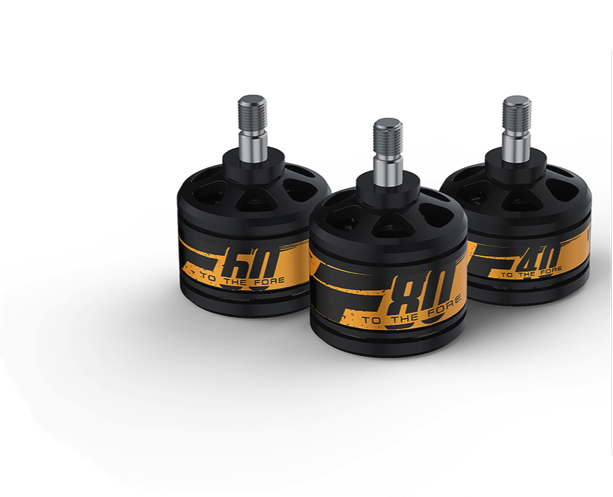 F60
TO THE FORE
F80
TO THE FORE
F40
TO THE FORE